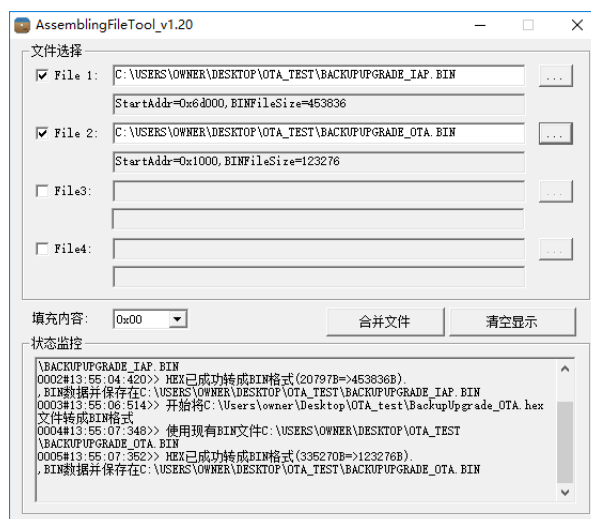 AssemblingFileTool_v1.20
文件选择
File 1: C:\USERS\OWNER\DESKTOP\OTA_TEST\BACKUPUPGRADE_IAP.BIN ...
StartAddr=0x6d000,BINFileSize=453836
File 2: C:\USERS\OWNER\DESKTOP\OTA_TEST\BACKUPUPGRADE_OTA.BIN ...
StartAddr=0x1000,BINFileSize=123276
File3: ...
File4: ...
填充内容: 0x00 合并文件 清空显示
状态监控
\BACKUPUPGRADE_IAP.BIN
0002#13:55:04:420>> HEX已成功转成BIN格式(20797B=>453836B).
,BIN数据并保存在C:\USERS\OWNER\DESKTOP\OTA_TEST\BACKUPUPGRADE_IAP.BIN
0003#13:55:06:514>> 开始将C:\Users\owner\Desktop\OTA_test\BackupUpgrade_OTA.hex
文件转成BIN格式
0004#13:55:07:348>> 使用现有BIN文件C:\USERS\OWNER\DESKTOP\OTA_TEST
\BACKUPUPGRADE_OTA.BIN
0005#13:55:07:352>> HEX已成功转成BIN格式(335270B=>123276B).
,BIN数据并保存在C:\USERS\OWNER\DESKTOP\OTA_TEST\BACKUPUPGRADE_OTA.BIN